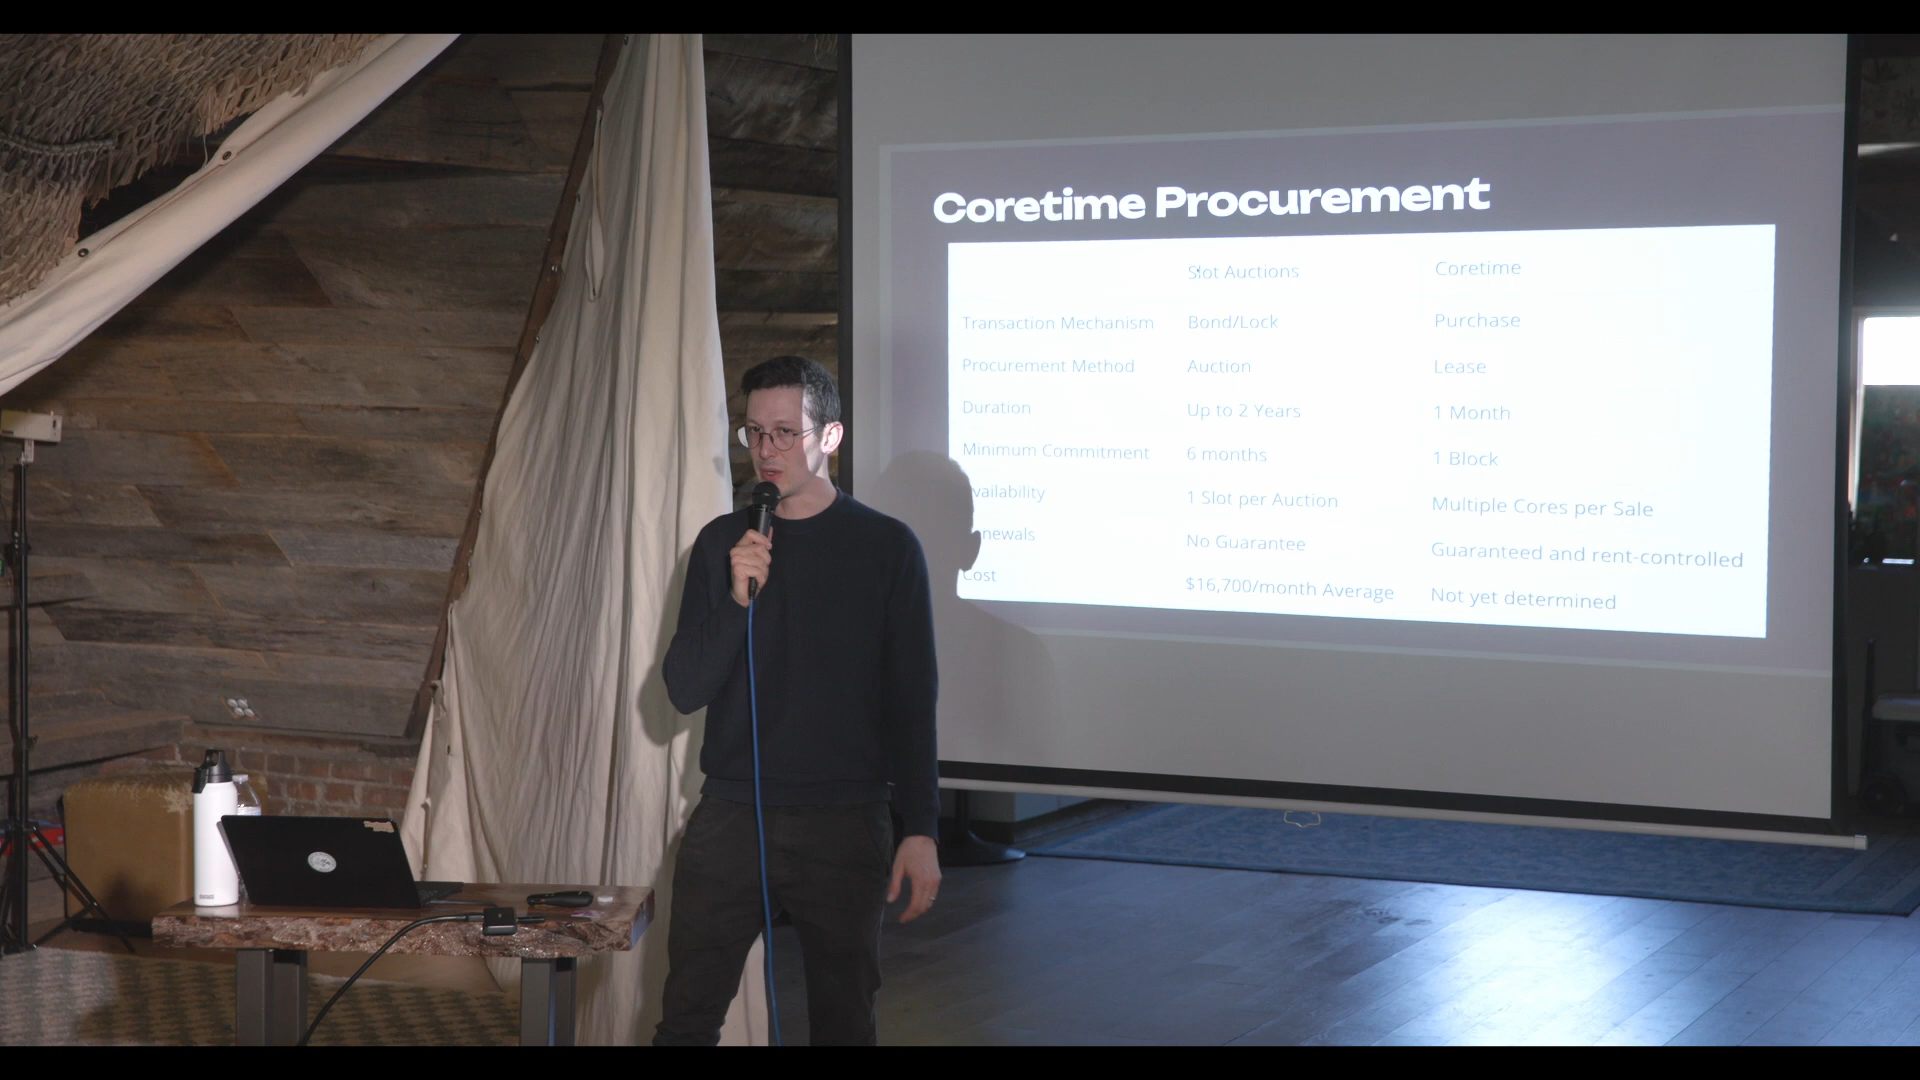 Coretime Procurement
Slot Auctions Coretime
Transaction Mechanism Bond/Lock Purchase
Procurement Method Auction Lease
Duration Up to 2 Years 1 Month
Minimum Commitment 6 months 1 Block
vailability 1 Slot per Auction Multiple Cores per Sale
newals No Guarantee Guaranteed and rent-controlled
Cost $16,700/month Average Not yet determined